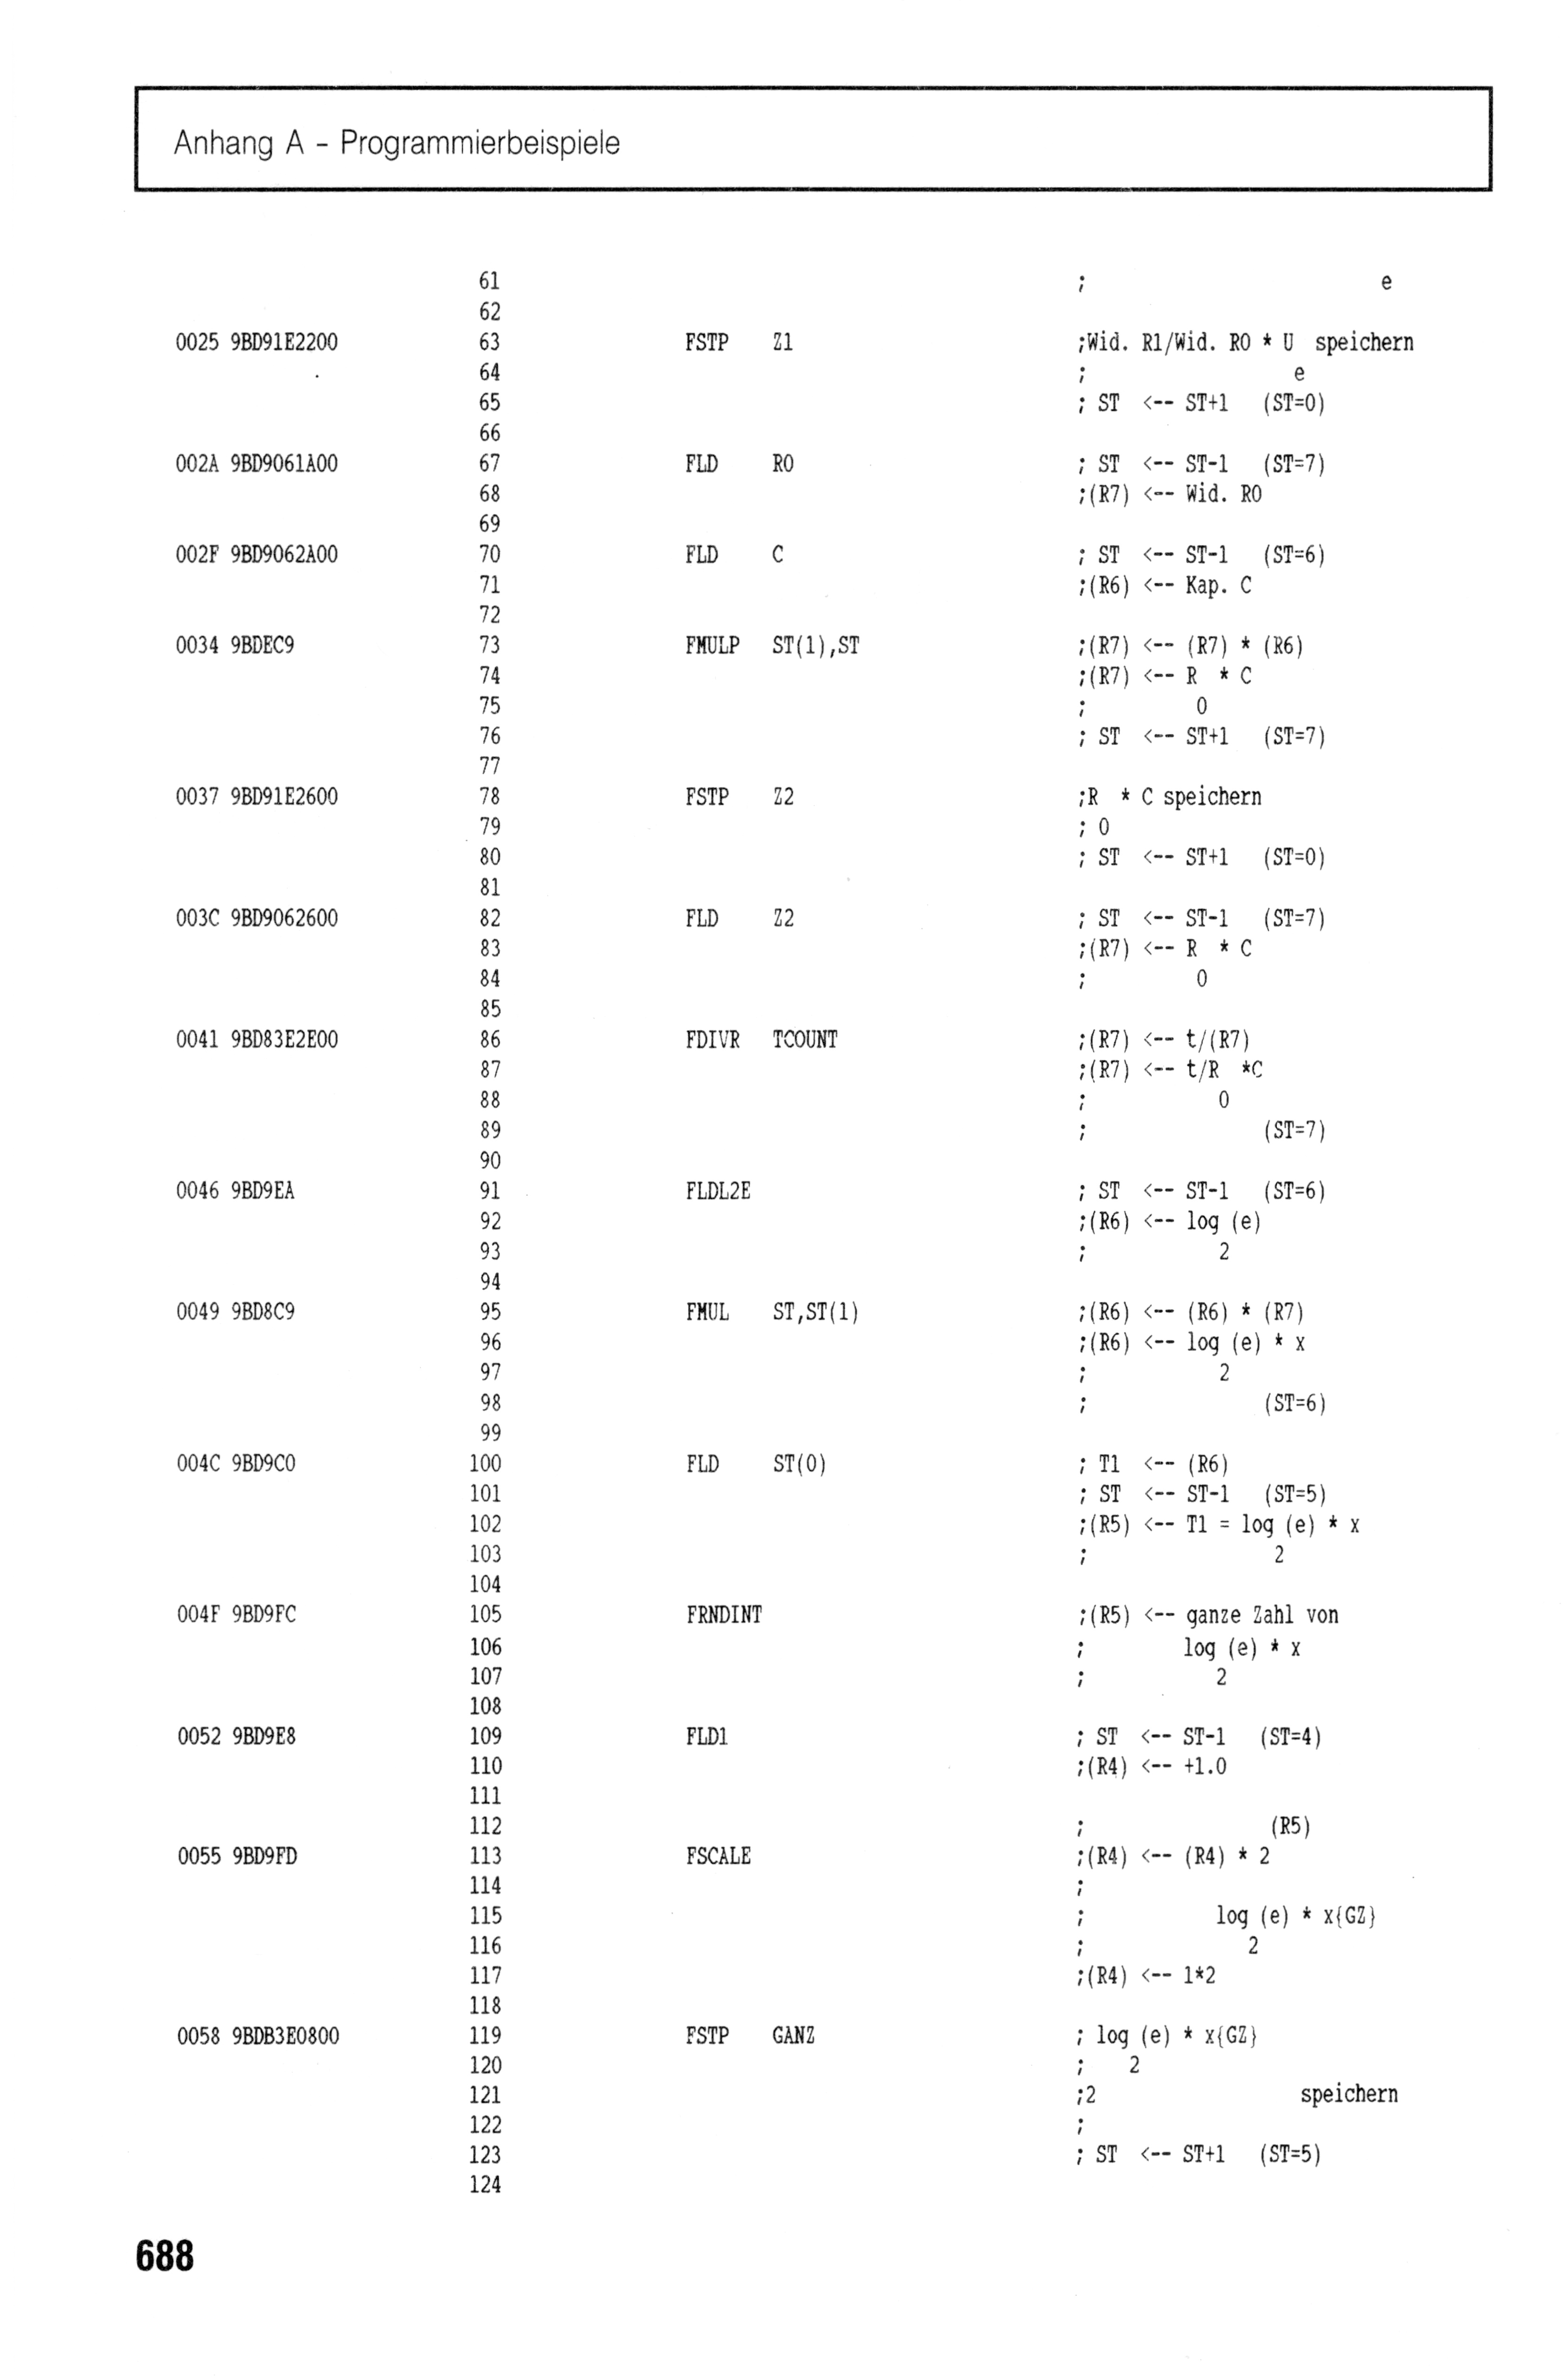 Anhang A - Programmierbeispiele
61 ; e
62
0025 9BD91E2200 63 FSTP Z1 ;Wid. R1/Wid. R0 * U speichern
64 ; e
65 ; ST <-- ST+1 (ST=0)
66
002A 9BD9061A00 67 FLD R0 ; ST <-- ST-1 (ST=7)
68 ;(R7) <-- Wid. R0
69
002F 9BD9062A00 70 FLD C ; ST <-- ST-1 (ST=6)
71 ;(R6) <-- Kap. C
72
0034 9BDEC9 73 FMULP ST(1),ST ;(R7) <-- (R7) * (R6)
74 ;(R7) <-- R * C
75 ; 0
76 ; ST <-- ST+1 (ST=7)
77
0037 9BD91E2600 78 FSTP Z2 ;R * C speichern
79 ; 0
80 ; ST <-- ST+1 (ST=0)
81
003C 9BD9062600 82 FLD Z2 ; ST <-- ST-1 (ST=7)
83 ;(R7) <-- R * C
84 ; 0
85
0041 9BD83E2E00 86 FDIVR TCOUNT ;(R7) <-- t/(R7)
87 ;(R7) <-- t/R *C
88 ; 0
89 ; (ST=7)
90
0046 9BD9EA 91 FLDL2E ; ST <-- ST-1 (ST=6)
92 ;(R6) <-- log (e)
93 ; 2
94
0049 9BD8C9 95 FMUL ST,ST(1) ;(R6) <-- (R6) * (R7)
96 ;(R6) <-- log (e) * x
97 ; 2
98 ; (ST=6)
99
004C 9BD9C0 100 FLD ST(0) ; T1 <-- (R6)
101 ; ST <-- ST-1 (ST=5)
102 ;(R5) <-- T1 = log (e) * x
103 ; 2
104
004F 9BD9FC 105 FRNDINT ;(R5) <-- ganze Zahl von
106 ; log (e) * x
107 ; 2
108
0052 9BD9E8 109 FLD1 ; ST <-- ST-1 (ST=4)
110 ;(R4) <-- +1.0
111
112 ; (R5)
0055 9BD9FD 113 FSCALE ;(R4) <-- (R4) * 2
114 ;
115 ; log (e) * x{GZ}
116 ; 2
117 ;(R4) <-- 1*2
118
0058 9BDB3E0800 119 FSTP GANZ ; log (e) * x{GZ}
120 ; 2
121 ;2 speichern
122 ;
123 ; ST <-- ST+1 (ST=5)
124
688